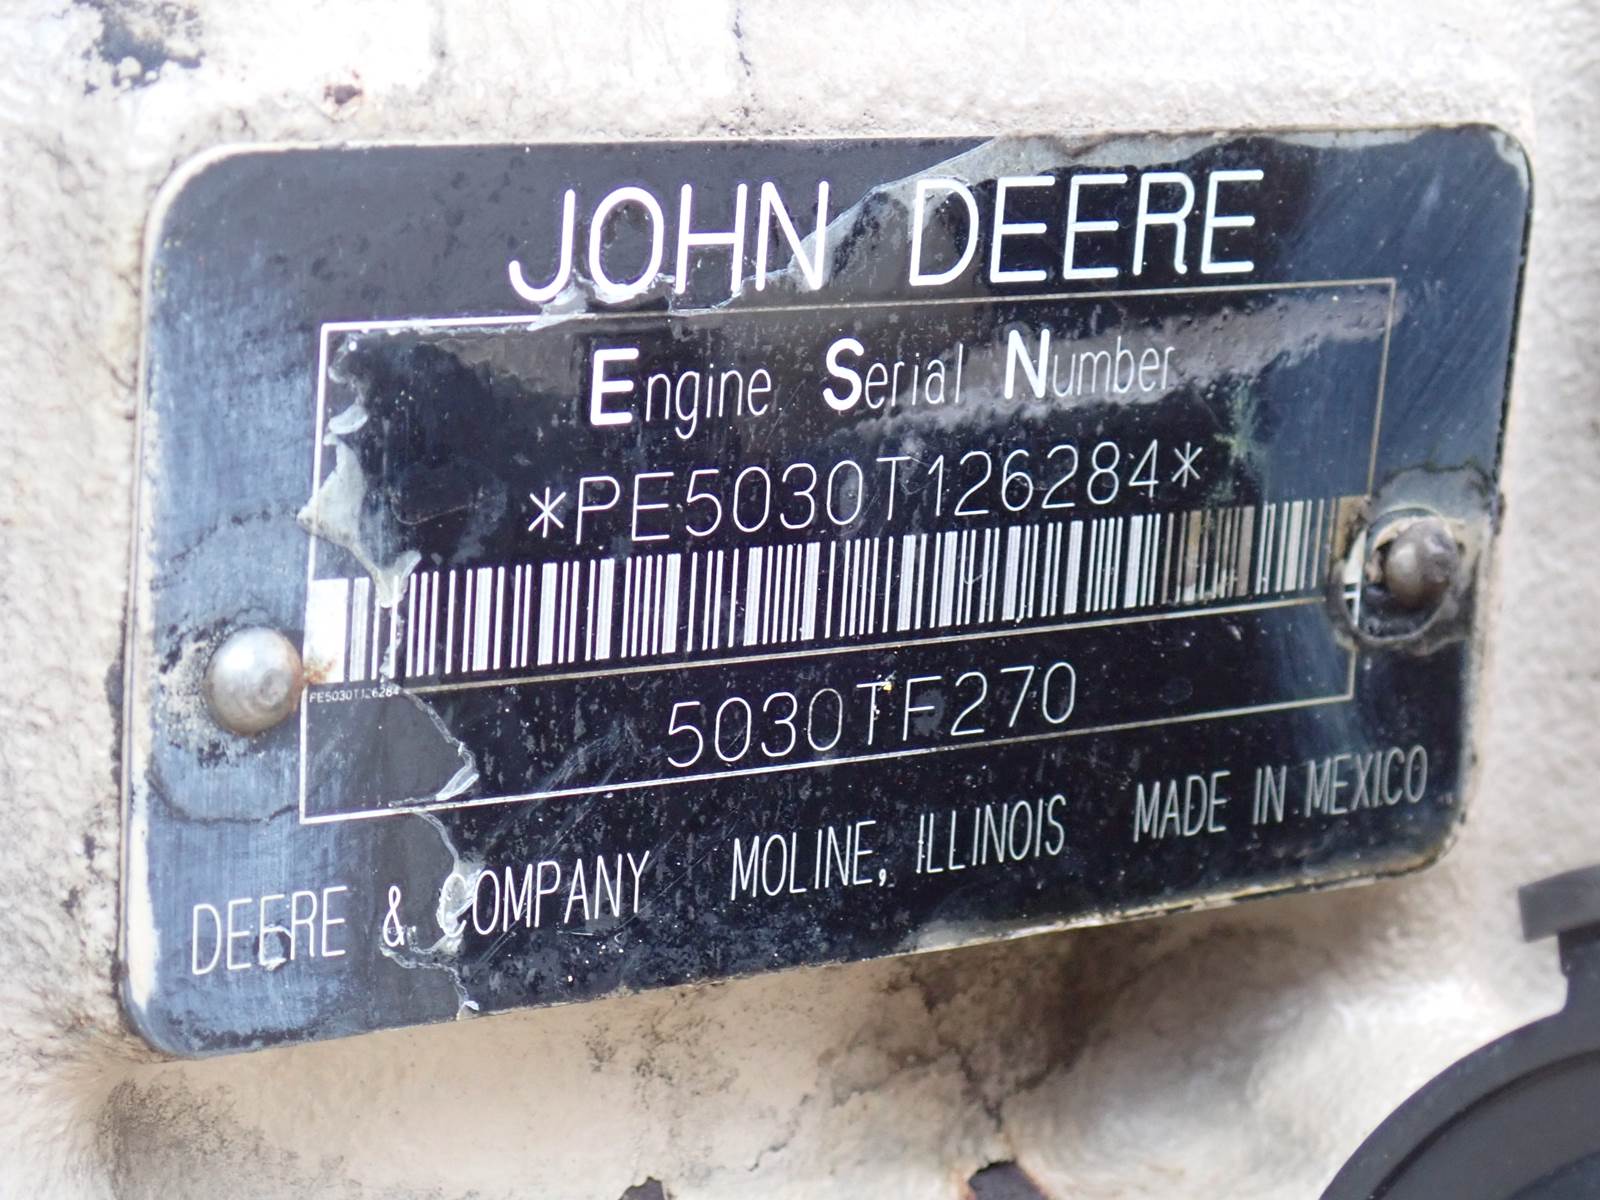 JOHN DEERE
Engine Serial Number
*PE5030T126284*
PE5030T126284
5030TF270
DEERE & COMPANY MOLINE, ILLINOIS MADE IN MEXICO